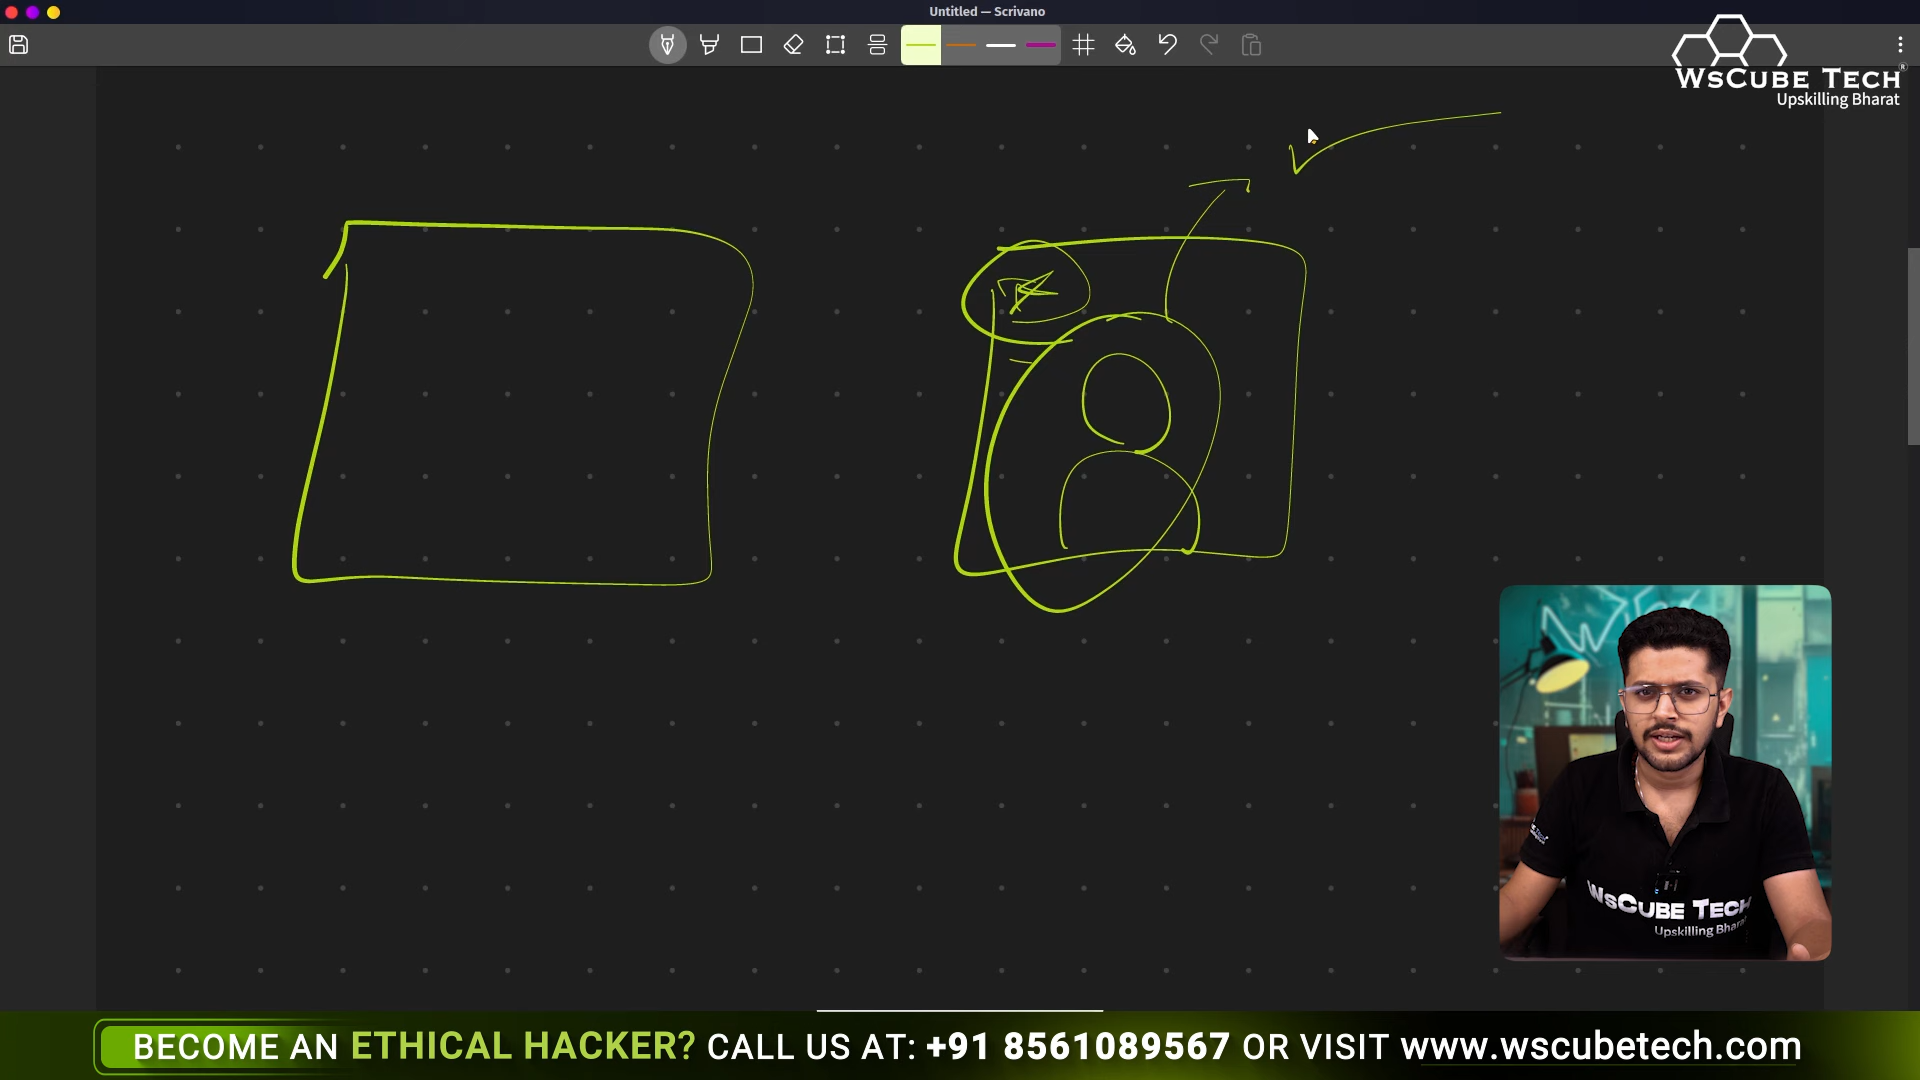 Untitled — Scrivano
WSCUBE TECH
Upskilling Bharat
WSCUBE TECH
Upskilling Bharat
BECOME AN ETHICAL HACKER? CALL US AT: +91 8561089567 OR VISIT www.wscubetech.com